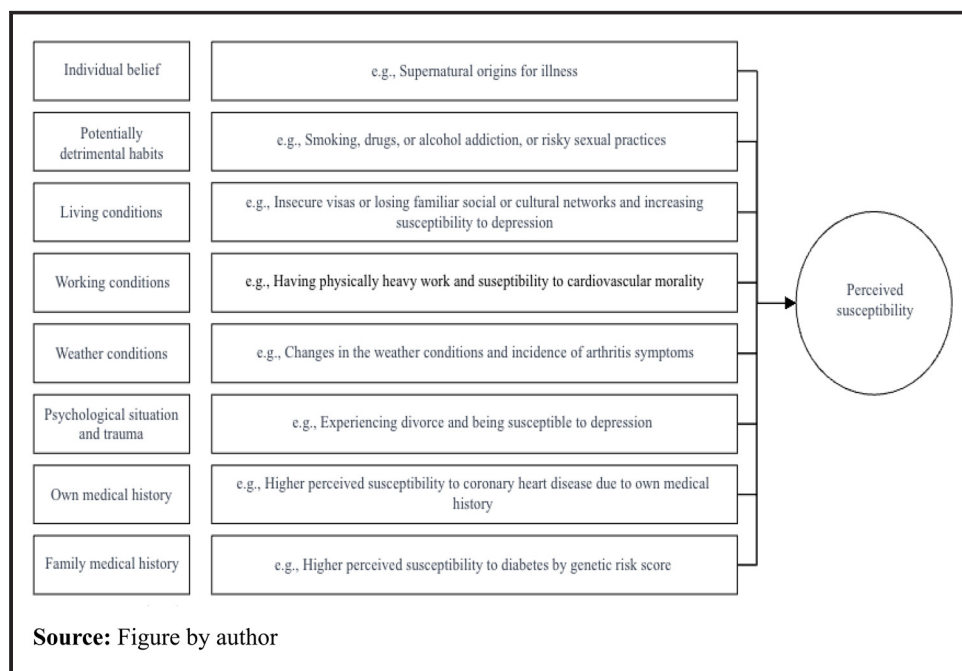 Individual belief
e.g., Supernatural origins for illness
Potentially
detrimental habits
e.g., Smoking, drugs, or alcohol addiction, or risky sexual practices
Living conditions
e.g., Insecure visas or losing familiar social or cultural networks and increasing
susceptibility to depression
Working conditions
e.g., Having physically heavy work and suseptibility to cardiovascular morality
Weather conditions
e.g., Changes in the weather conditions and incidence of arthritis symptoms
Psychological situation
and trauma
e.g., Experiencing divorce and being susceptible to depression
Own medical history
e.g., Higher perceived susceptibility to coronary heart disease due to own medical
history
Family medical history
e.g., Higher perceived susceptibility to diabetes by genetic risk score
Perceived
susceptibility
Source: Figure by author